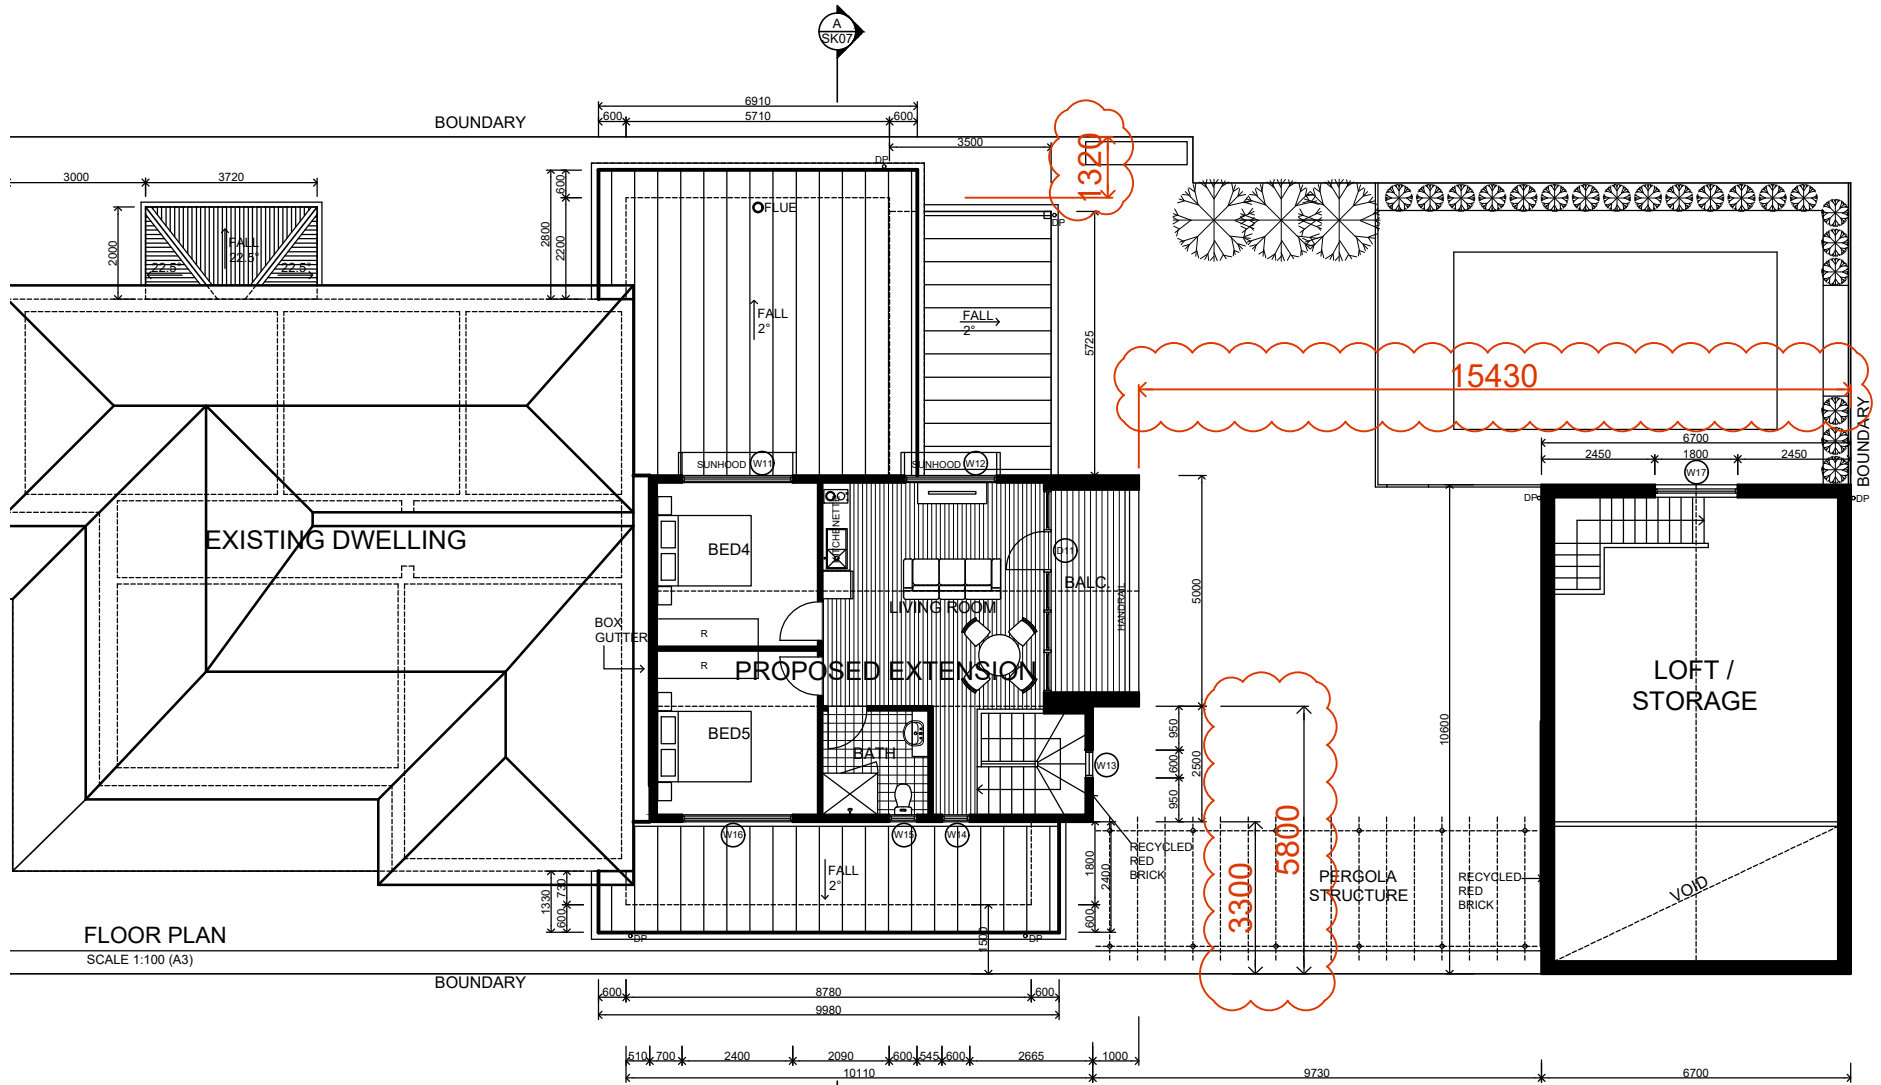 A
SK07
6910
600
5710
600
BOUNDARY
3500
1320
DP
3000
3720
600
2800
2200
2000
FALL
22.5°
22.5°
22.5°
FLUE
DP
FALL
2°
FALL
2°
5725
15430
BOUNDARY
6700
2450
1800
2450
W17
SUNHOOD
W11
SUNHOOD
W12
DP
DP
EXISTING DWELLING
BED4
D11
BALC.
HANDRAIL
5000
LIVING ROOM
BOX
GUTTER
R
R
PROPOSED EXTENSION
LOFT /
STORAGE
BED5
BATH
W13
950
600
950
2500
10600
W16
W15
W14
RECYCLED
RED
BRICK
1800
2400
600
3300
5800
PERGOLA
STRUCTURE
RECYCLED
RED
BRICK
VOID
FALL
2°
1330
730
600
DP
DP
1500
FLOOR PLAN
SCALE 1:100 (A3)
BOUNDARY
600
8780
600
9980
510
700
2400
2090
600
545
600
2665
1000
10110
9730
6700